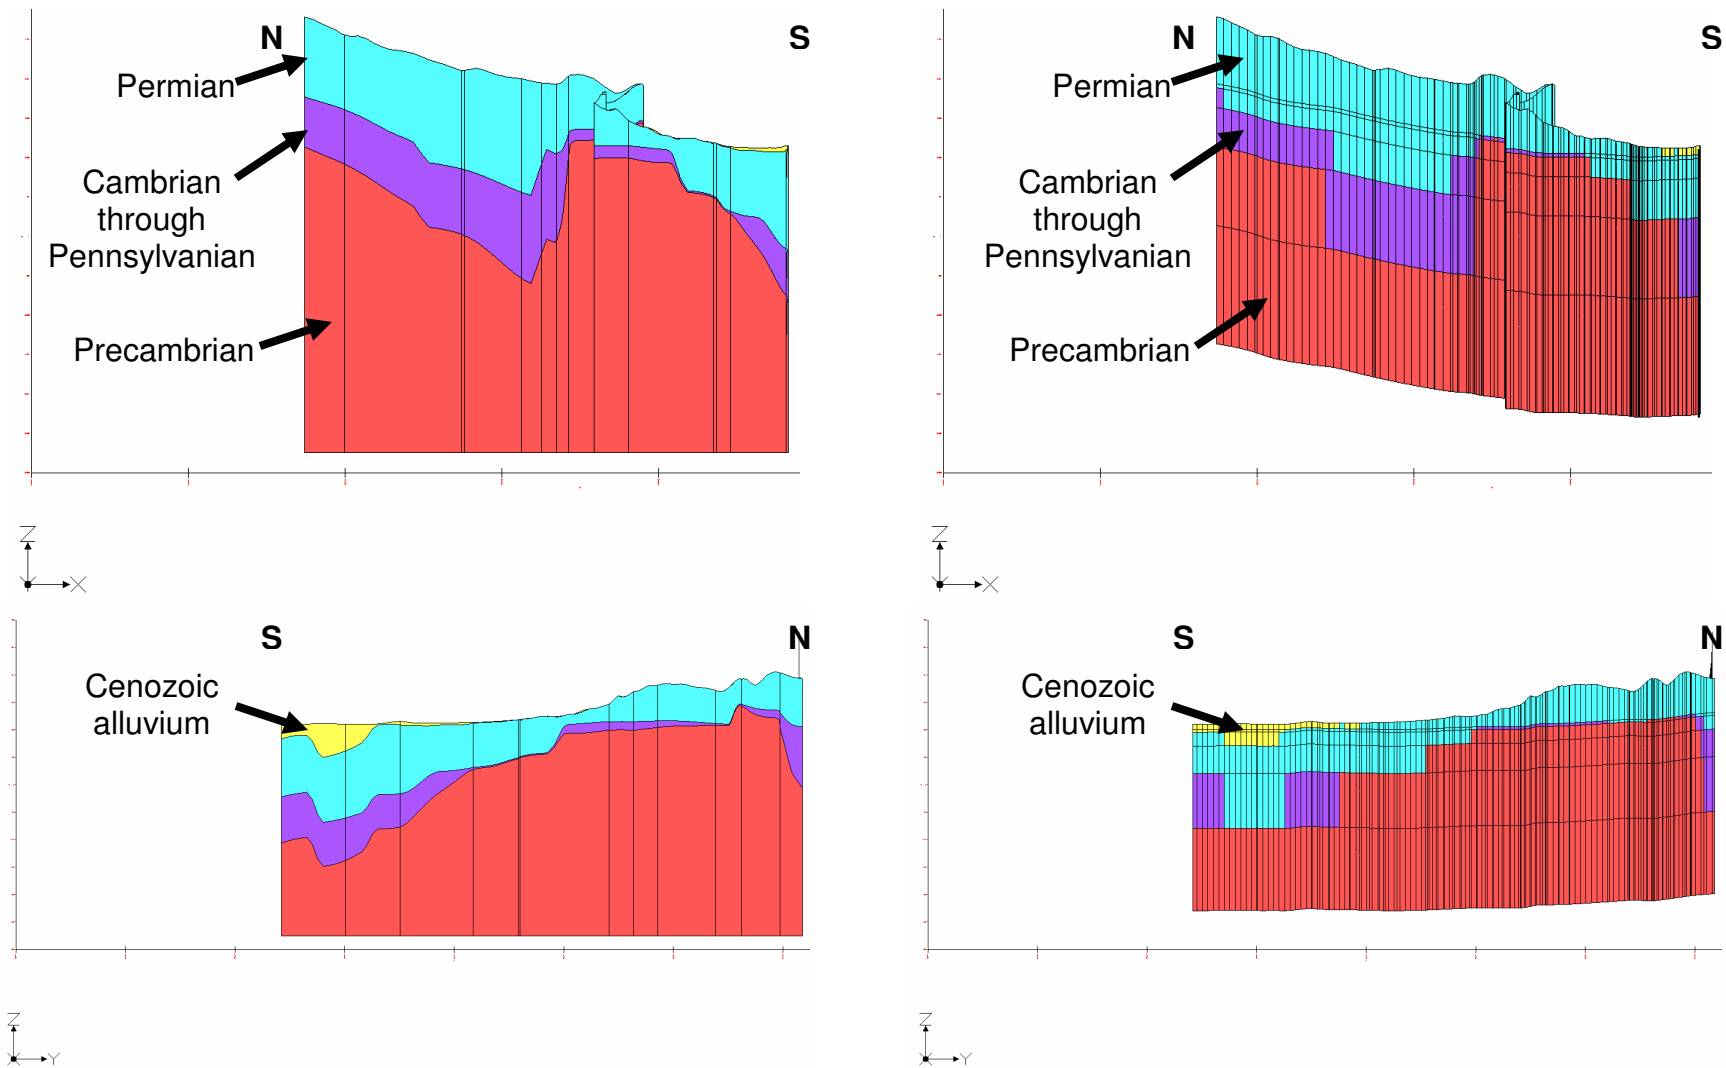 N
S
Permian
Cambrian
through
Pennsylvanian
Precambrian
Z
X
N
S
Permian
Cambrian
through
Pennsylvanian
Precambrian
Z
X
S
N
Cenozoic
alluvium
Z
Y
S
N
Cenozoic
alluvium
Z
Y